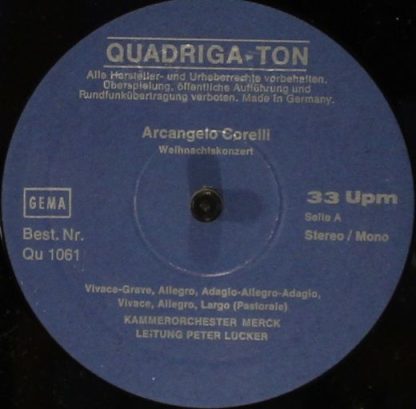 QUADRIGA-TON
Alle Hersteller- und Urheberrechte vorbehalten.
Überspielung, öffentliche Aufführung und
Rundfunkübertragung verboten. Made in Germany.
Arcangelo Corelli
Weihnachtskonzert
GEMA
33 Upm
Seite A
Best. Nr.
Stereo / Mono
Qu 1061
Vivace-Grave, Allegro, Adagio-Allegro-Adagio,
Vivace, Allegro, Largo (Pastorale)
KAMMERORCHESTER MERCK
LEITUNG PETER LÜCKER